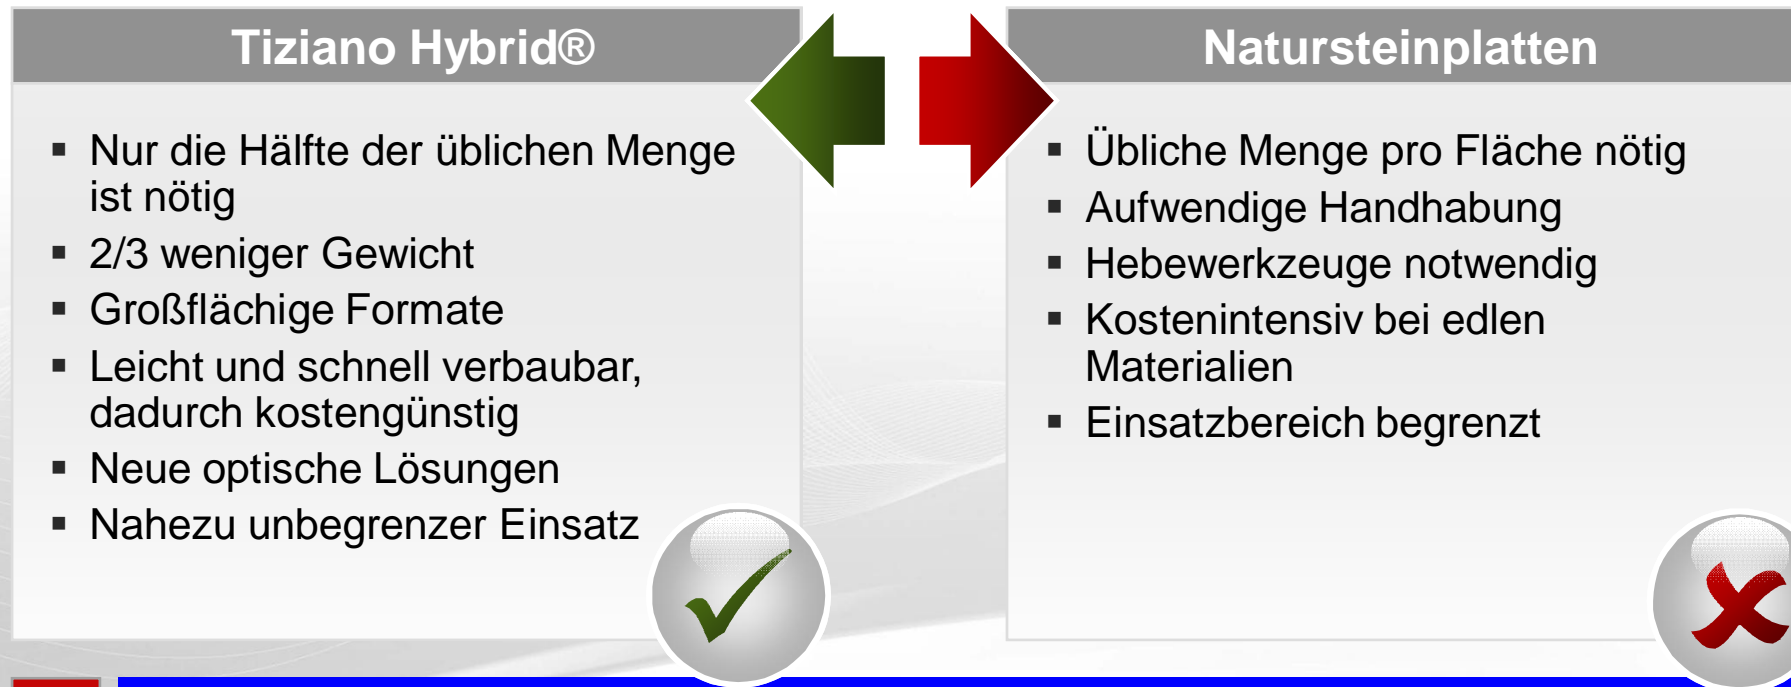 Tiziano Hybrid®
▪ Nur die Hälfte der üblichen Menge
ist nötig
▪ 2/3 weniger Gewicht
▪ Großflächige Formate
▪ Leicht und schnell verbaubar,
dadurch kostengünstig
▪ Neue optische Lösungen
▪ Nahezu unbegrenzer Einsatz
Natursteinplatten
▪ Übliche Menge pro Fläche nötig
▪ Aufwendige Handhabung
▪ Hebewerkzeuge notwendig
▪ Kostenintensiv bei edlen
Materialien
▪ Einsatzbereich begrenzt